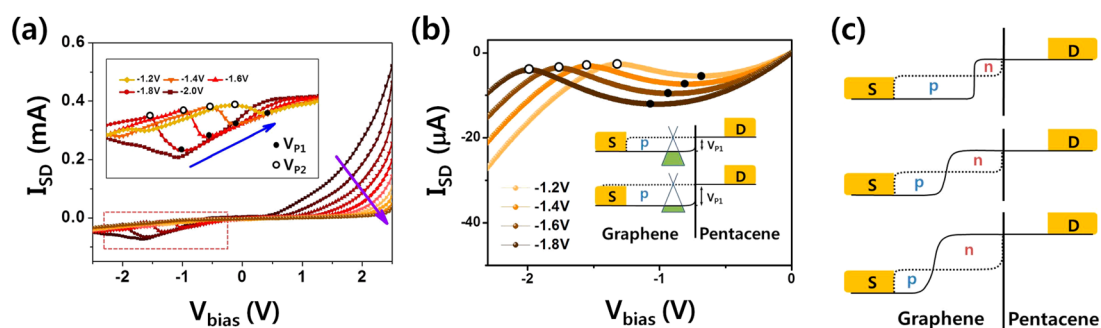 (a)
0.6
0.4
0.2
0.0
I_SD (mA)
-1.2V -1.4V -1.6V
-1.8V -2.0V
V_P1
V_P2
-2 -1 0 1 2
V_bias (V)
(b)
0
-20
-40
I_SD (μA)
S p D
V_P1
S p D
V_P1
Graphene Pentacene
-1.2V
-1.4V
-1.6V
-1.8V
-2 -1 0
V_bias (V)
(c)
S p n D
S p n D
S p n D
Graphene Pentacene